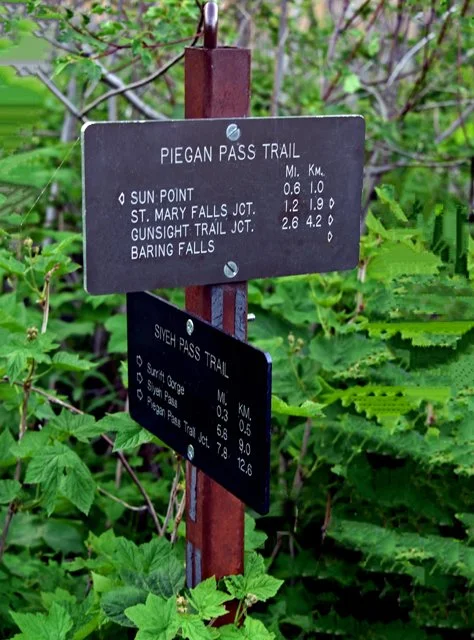 PIEGAN PASS TRAIL
MI. KM.
SUN POINT 0.6 1.0
ST. MARY FALLS JCT. 1.2 1.9
GUNSIGHT TRAIL JCT. 2.6 4.2
BARING FALLS
SIYEH PASS TRAIL
MI. KM.
Sunrift Gorge 0.3 0.5
Siyeh Pass 5.6 9.0
Piegan Pass Trail Jct. 7.8 12.6